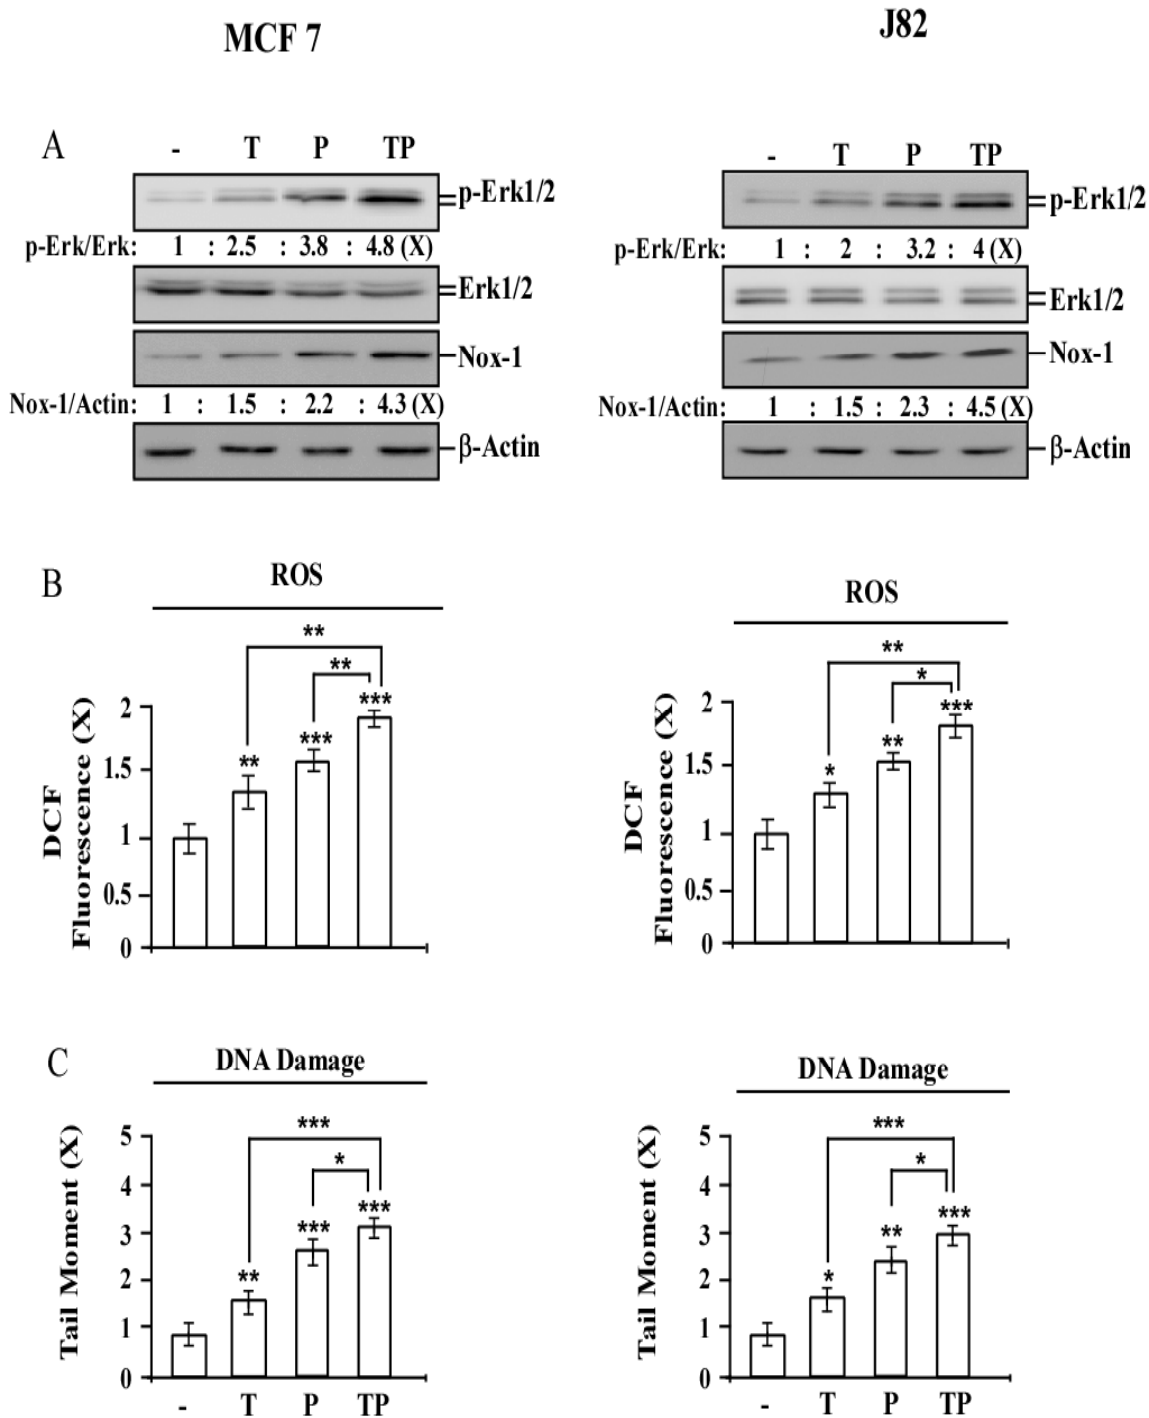 MCF 7
J82
A
- T P TP
p-Erk1/2
p-Erk/Erk: 1 : 2.5 : 3.8 : 4.8 (X)
Erk1/2
Nox-1
Nox-1/Actin: 1 : 1.5 : 2.2 : 4.3 (X)
β-Actin
- T P TP
p-Erk1/2
p-Erk/Erk: 1 : 2 : 3.2 : 4 (X)
Erk1/2
Nox-1
Nox-1/Actin: 1 : 1.5 : 2.3 : 4.5 (X)
β-Actin
B
ROS
**
**
***
***
**
2
1.5
1
0.5
0
DCF
Fluorescence (X)
ROS
**
*
***
**
*
2
1.5
1
0.5
0
DCF
Fluorescence (X)
C
DNA Damage
***
*
***
***
**
5
4
3
2
1
0
Tail Moment (X)
- T P TP
DNA Damage
***
*
***
**
*
5
4
3
2
1
0
Tail Moment (X)
- T P TP